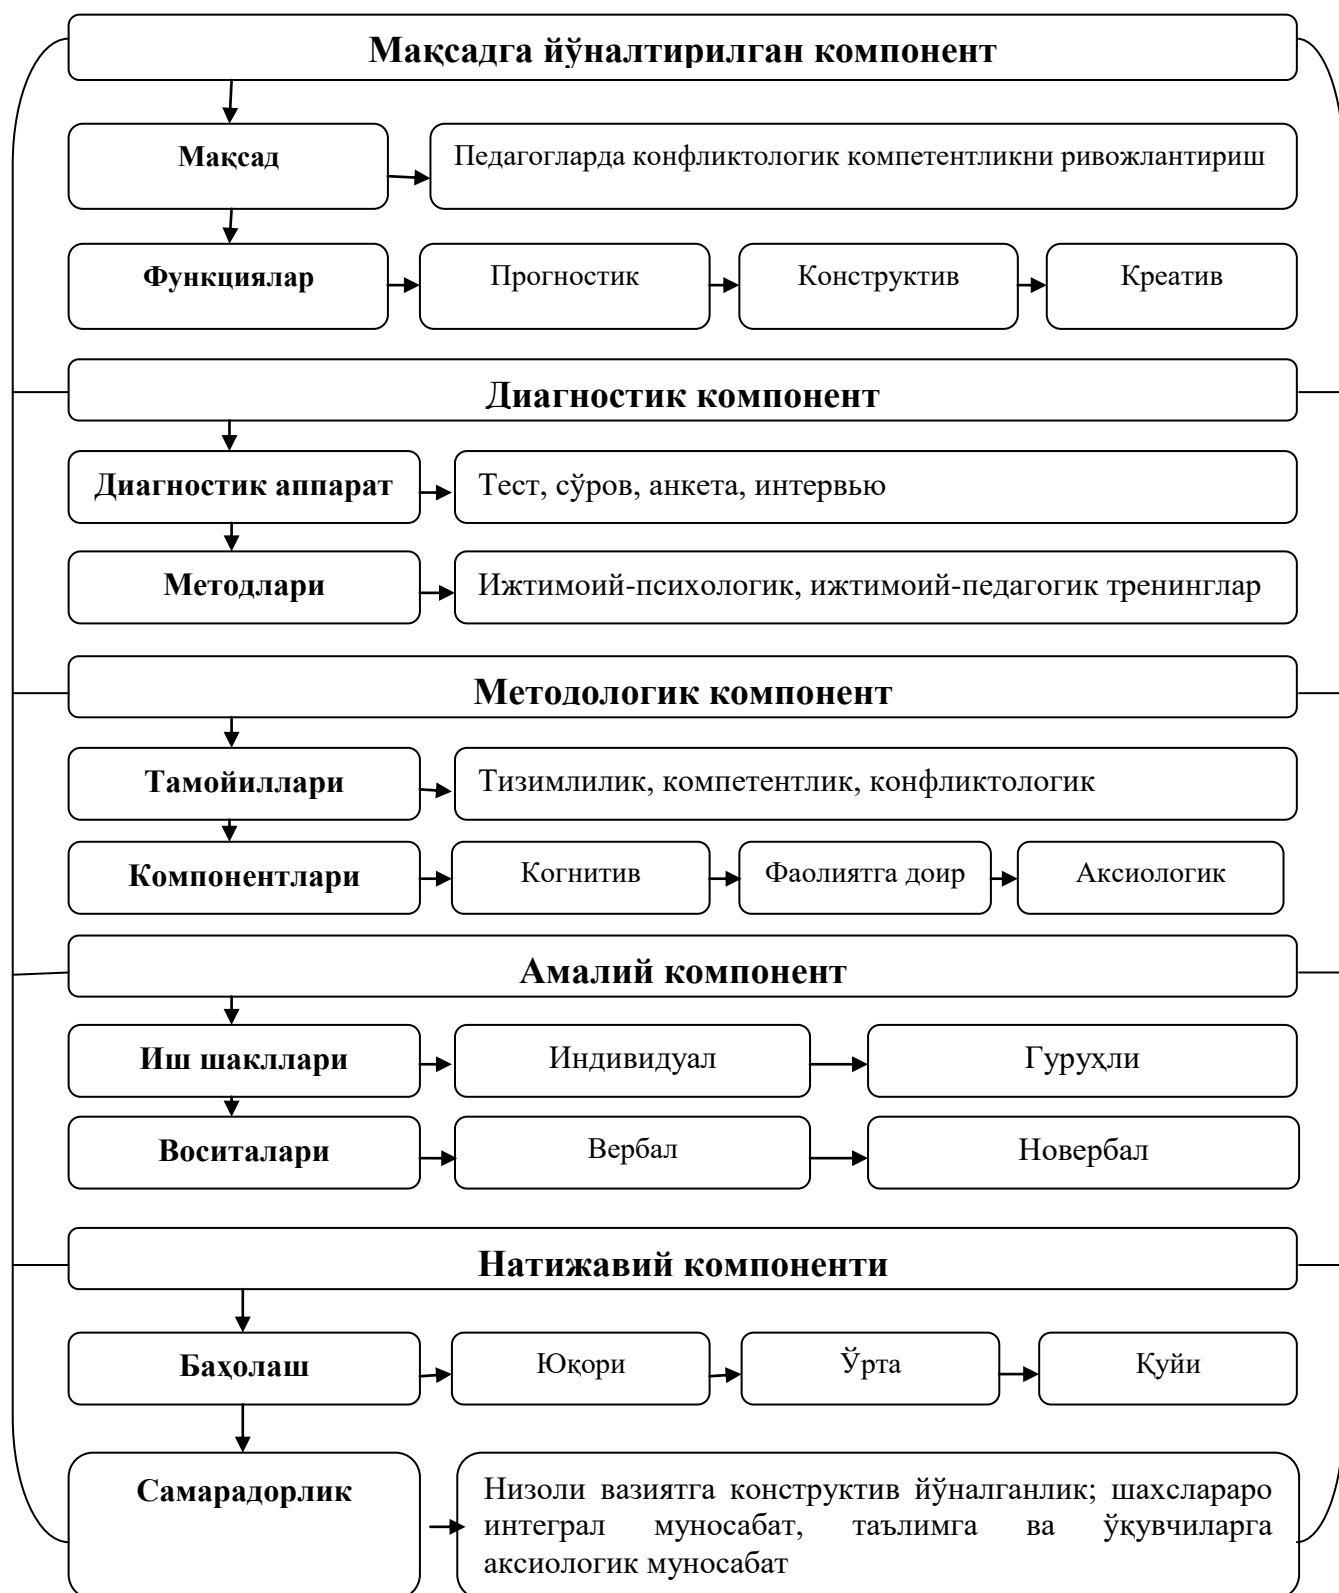 Мақсадга йўналтирилган компонент
Мақсад
Педагогларда конфликтологик компетентликни ривожлантириш
Функциялар
Прогностик
Конструктив
Креатив
Диагностик компонент
Диагностик аппарат
Тест, сўров, анкета, интервью
Методлари
Ижтимоий-психологик, ижтимоий-педагогик тренинглар
Методологик компонент
Тамойиллари
Тизимлилик, компетентлик, конфликтологик
Компонентлари
Когнитив
Фаолиятга доир
Аксиологик
Амалий компонент
Иш шакллари
Индивидуал
Гуруҳли
Воситалари
Вербал
Новербал
Натижавий компоненти
Баҳолаш
Юқори
Ўрта
Қуйи
Самарадорлик
Низоли вазиятга конструктив йўналганлик; шахслараро
интеграл муносабат, таълимга ва ўқувчиларга
аксиологик муносабат